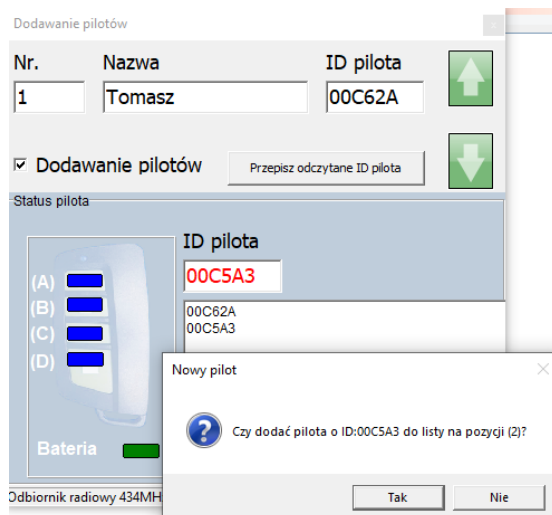 Dodawanie pilotów
x
Nr. Nazwa ID pilota
1 Tomasz 00C62A
Dodawanie pilotów Przepisz odczytane ID pilota
Status pilota
ID pilota
00C5A3
(A)
(B)
(C)
(D)
00C62A
00C5A3
Nowy pilot
Czy dodać pilota o ID:00C5A3 do listy na pozycji (2)?
Bateria
Odbiornik radiowy 434MH
Tak Nie